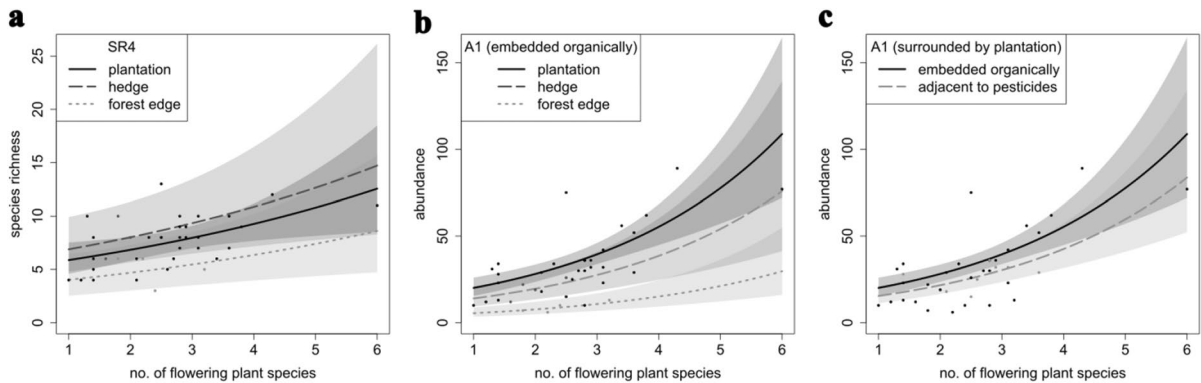 a
SR4
plantation
hedge
forest edge
species richness
0 5 10 15 20 25
1 2 3 4 5 6
no. of flowering plant species
b
A1 (embedded organically)
plantation
hedge
forest edge
abundance
0 50 100 150
1 2 3 4 5 6
no. of flowering plant species
c
A1 (surrounded by plantation)
embedded organically
adjacent to pesticides
abundance
0 50 100 150
1 2 3 4 5 6
no. of flowering plant species